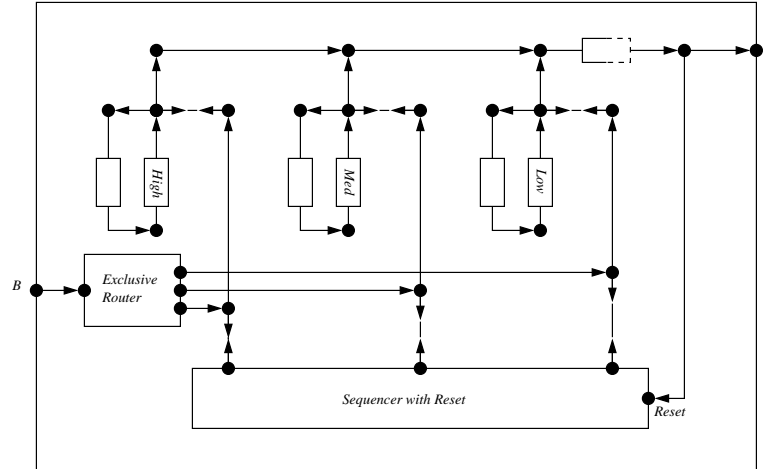 High
Med
Low
B
Exclusive
Router
Sequencer with Reset
Reset